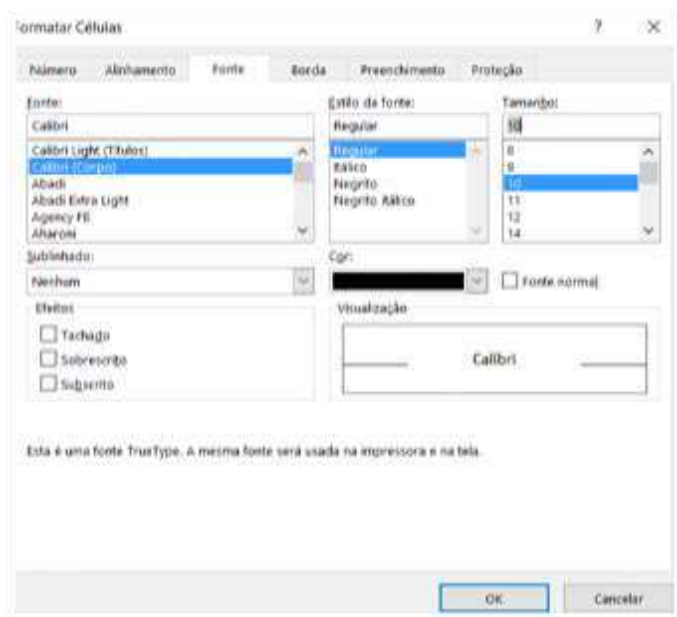 Formatar Células ? ×
Número Alinhamento Fonte Borda Preenchimento Proteção
Fonte: Estilo da fonte: Tamanho:
Calibri Regular 10
Calibri Light (Títulos) Regular 8
Calibri (Corpo) Itálico 9
Abadi Negrito 10
Abadi Extra Light Negrito Itálico 11
Agency FB 12
Aharoni 14
Sublinhado: Cor:
Nenhum Fonte normal
Efeitos Visualização
Tachado
Sobrescrito Calibri
Subscrito
Esta é uma fonte TrueType. A mesma fonte será usada na impressora e na tela.
OK Cancelar